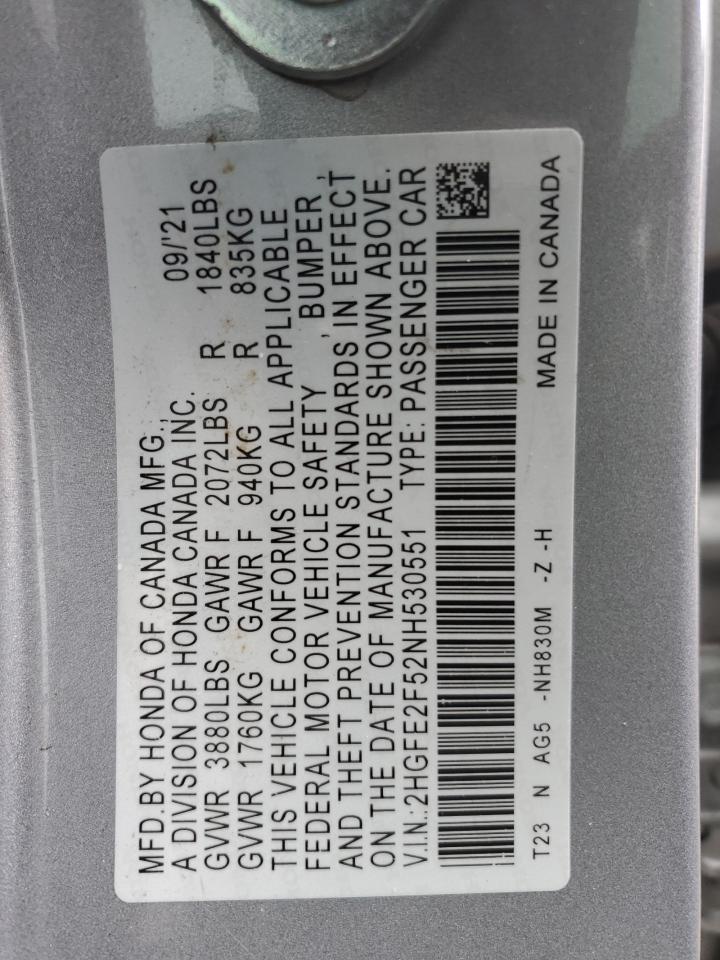 MFD.BY HONDA OF CANADA MFG., 09/'21
A DIVISION OF HONDA CANADA INC.
GVWR 3880LBS GAWR F 2072LBS R 1840LBS
GVWR 1760KG GAWR F 940KG R 835KG
THIS VEHICLE CONFORMS TO ALL APPLICABLE
FEDERAL MOTOR VEHICLE SAFETY , BUMPER ,
AND THEFT PREVENTION STANDARDS IN EFFECT
ON THE DATE OF MANUFACTURE SHOWN ABOVE.
V.I.N.:2HGFE2F52NH530551 TYPE:PASSENGER CAR
T23 N AG5 -NH830M -Z -H MADE IN CANADA